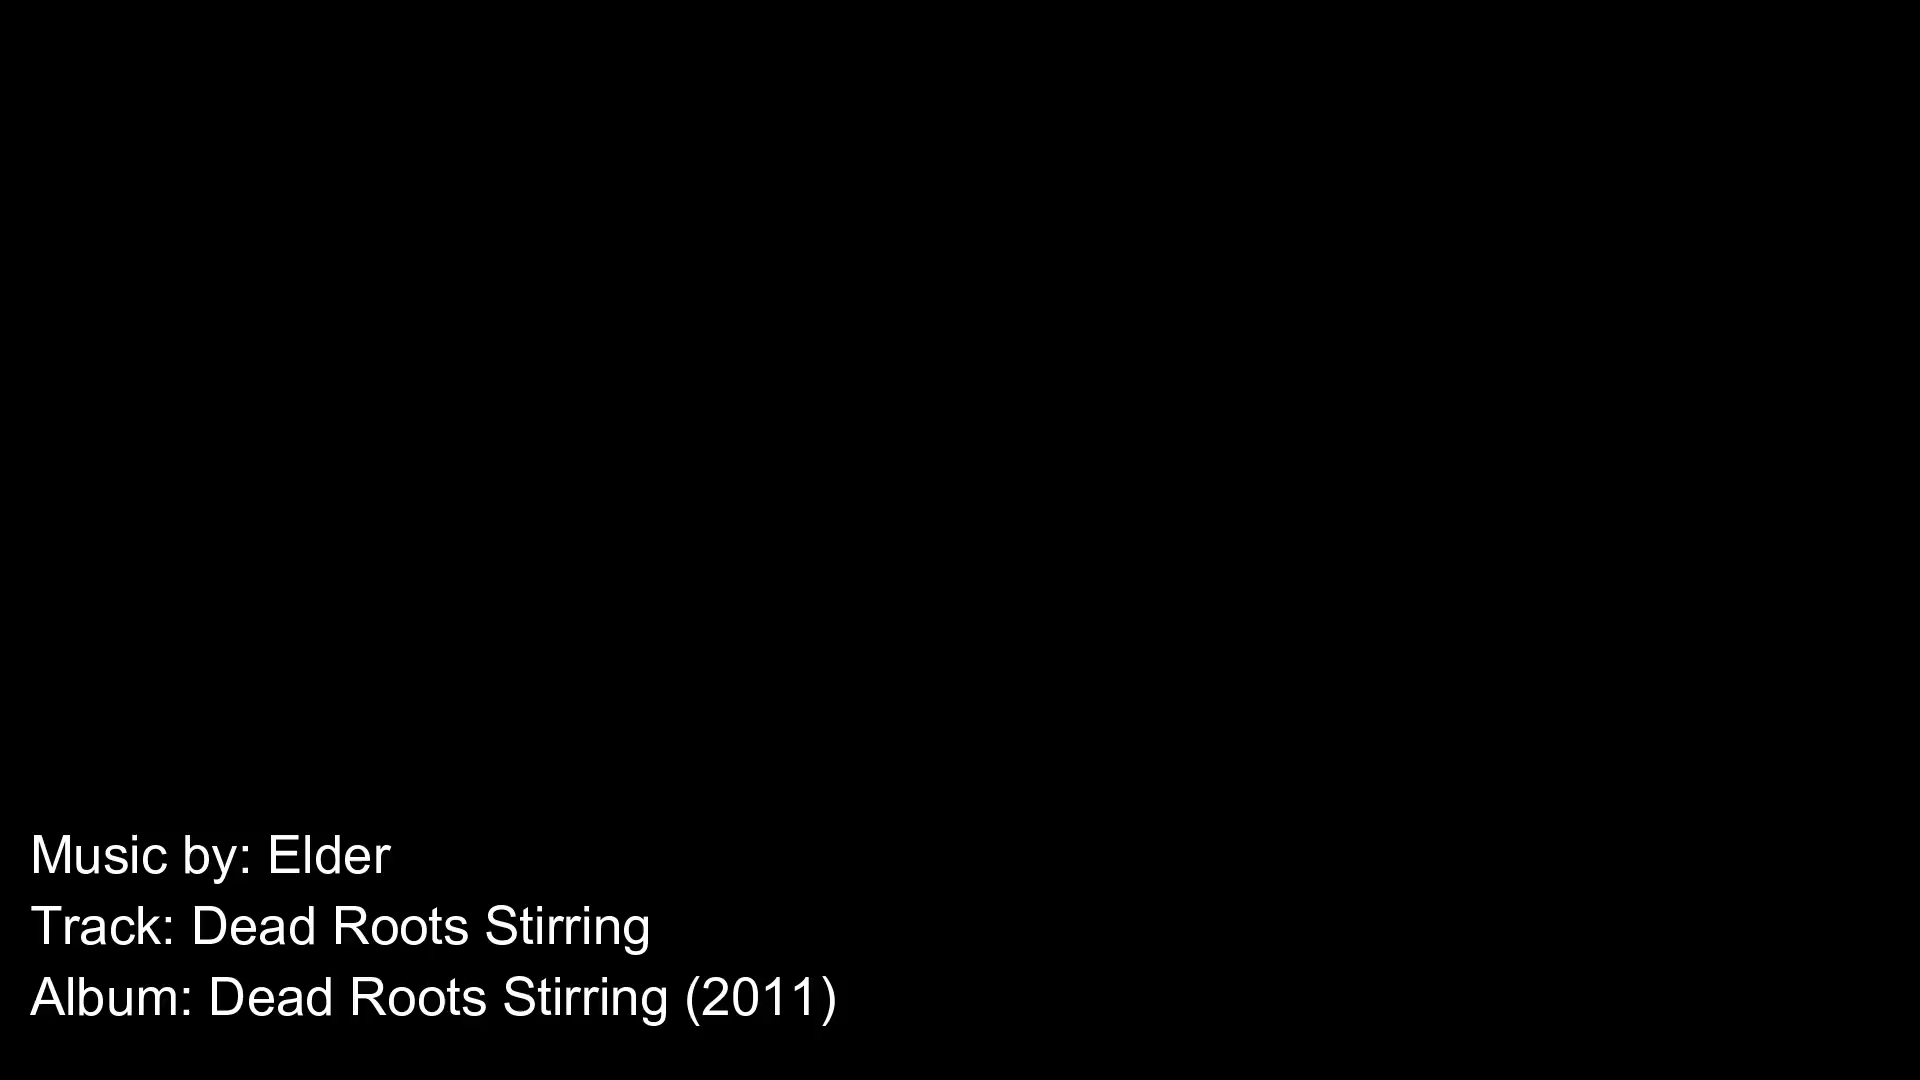 Music by: Elder
Track: Dead Roots Stirring
Album: Dead Roots Stirring (2011)